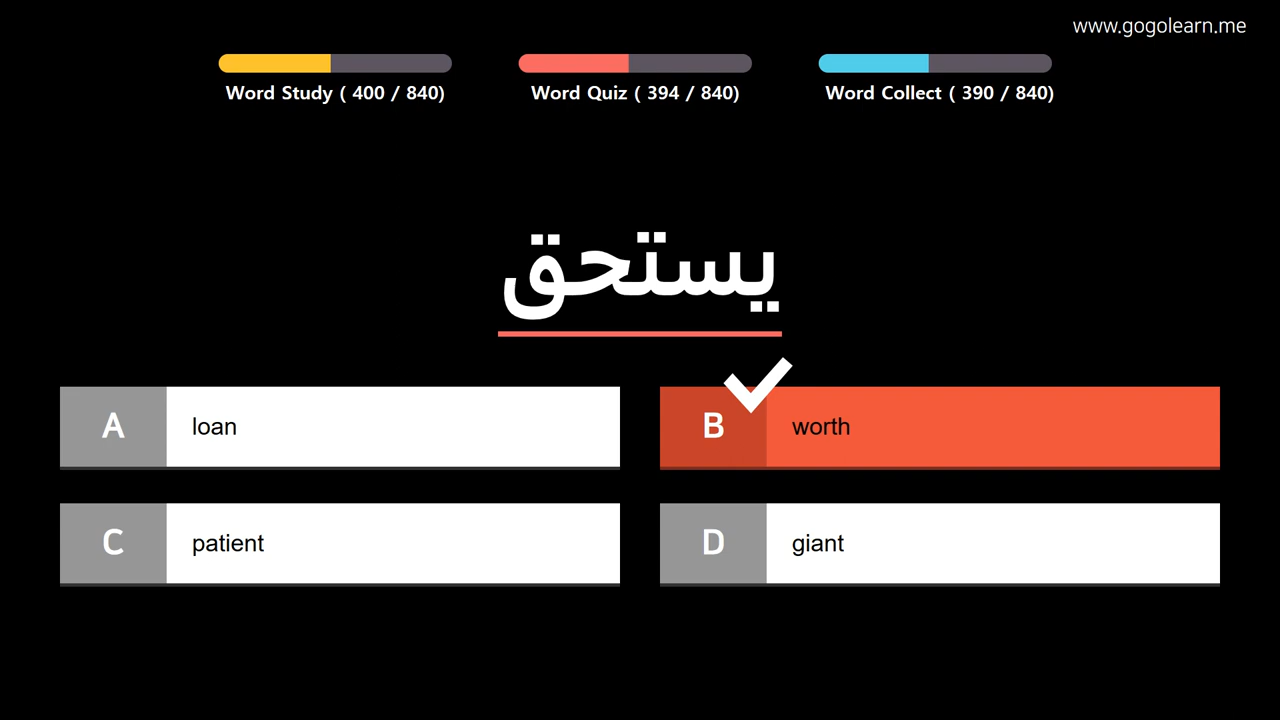 www.gogolearn.me
Word Study ( 400 / 840)
Word Quiz ( 394 / 840)
Word Collect ( 390 / 840)
يستحق
A loan
B worth
C patient
D giant